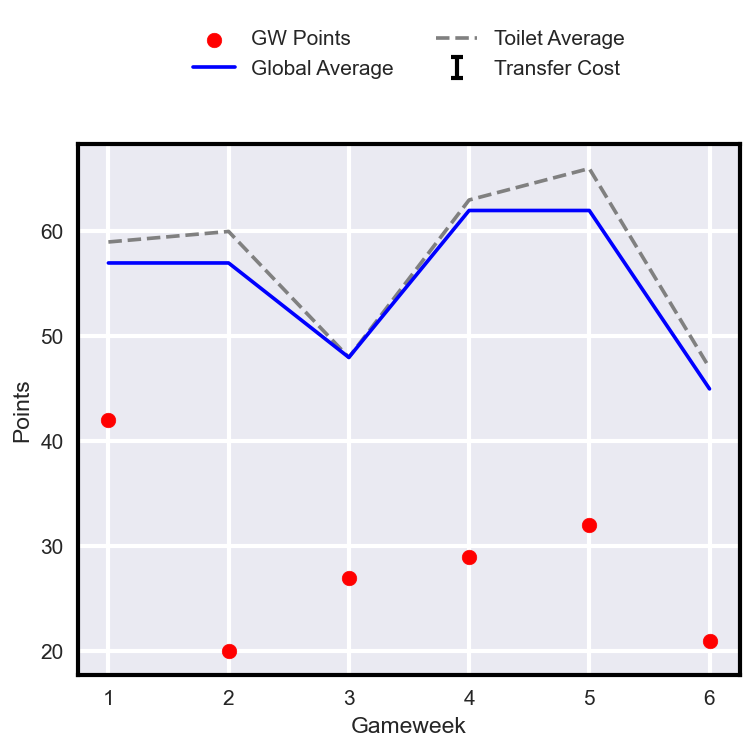 GW Points
Global Average
Toilet Average
Transfer Cost
Points
60
50
40
30
20
1 2 3 4 5 6
Gameweek